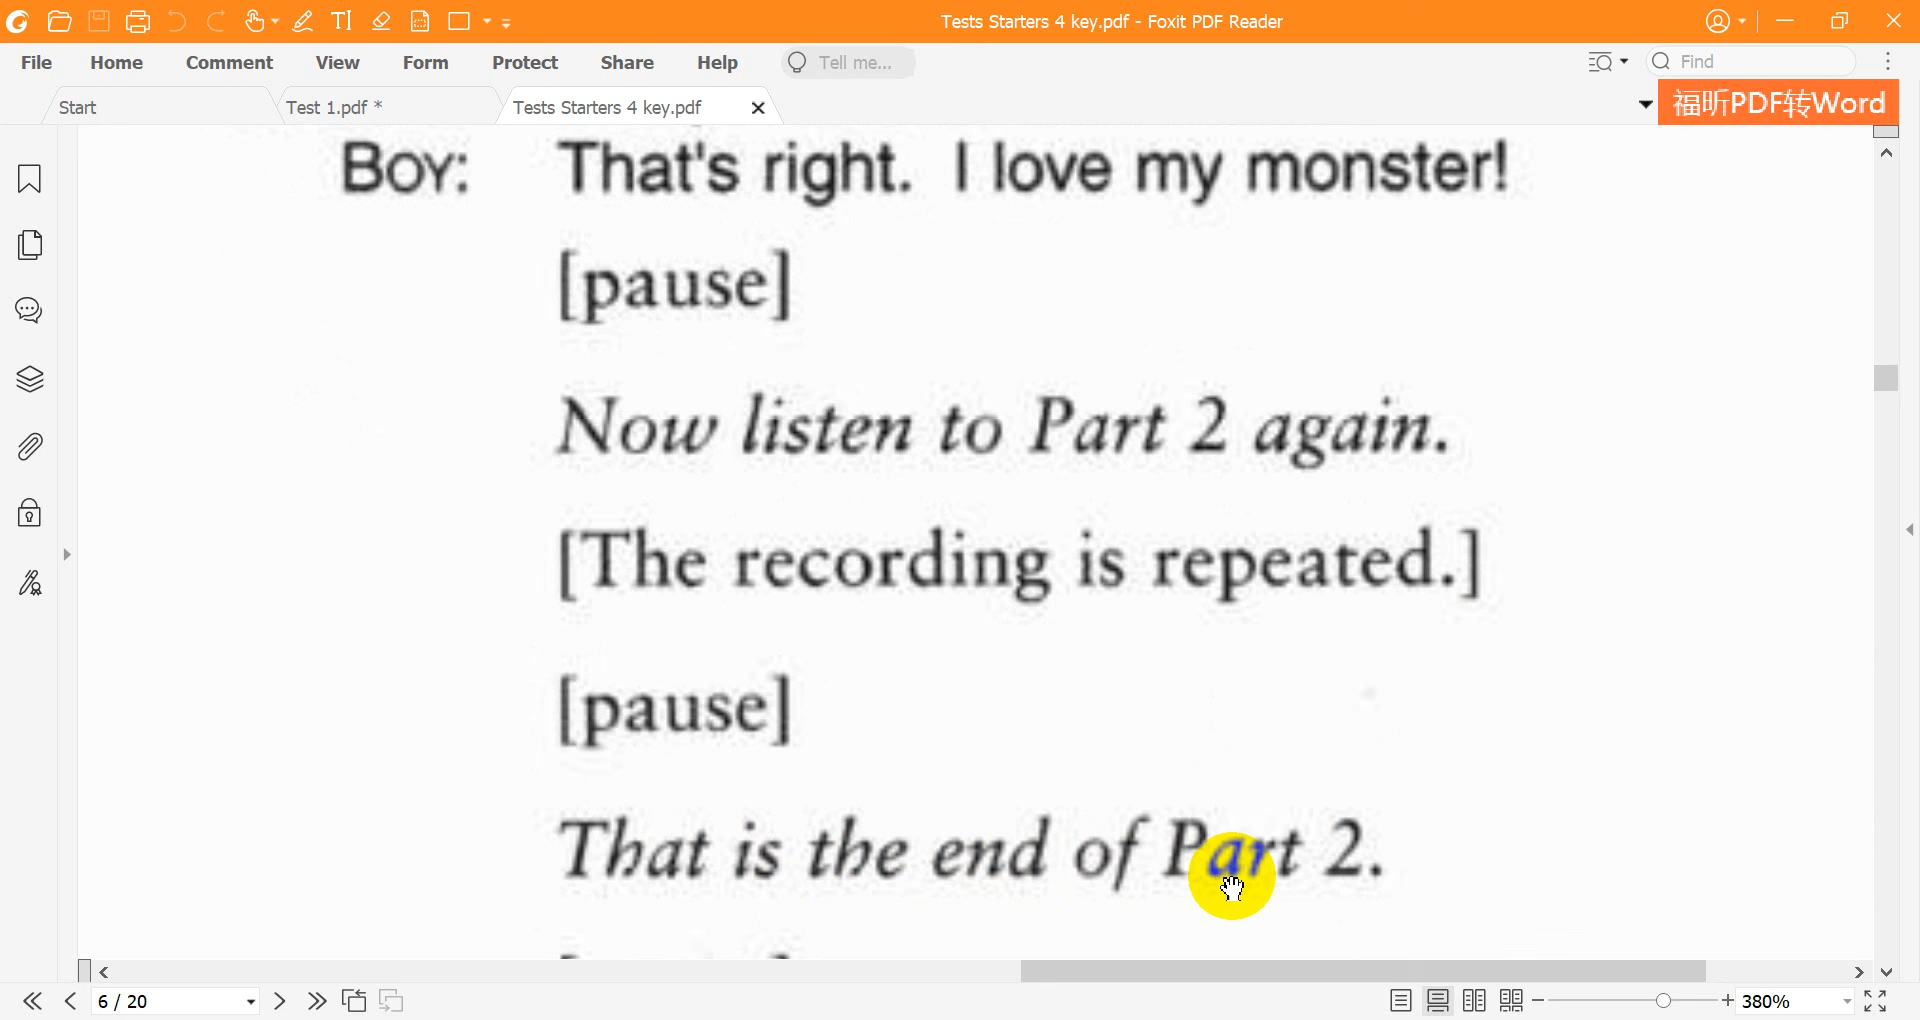 Tests Starters 4 key.pdf - Foxit PDF Reader
File Home Comment View Form Protect Share Help Tell me... Find
Start Test 1.pdf * Tests Starters 4 key.pdf 福昕PDF转Word
BOY: That's right. I love my monster!
[pause]
Now listen to Part 2 again.
[The recording is repeated.]
[pause]
That is the end of Part 2.
6 / 20 380%